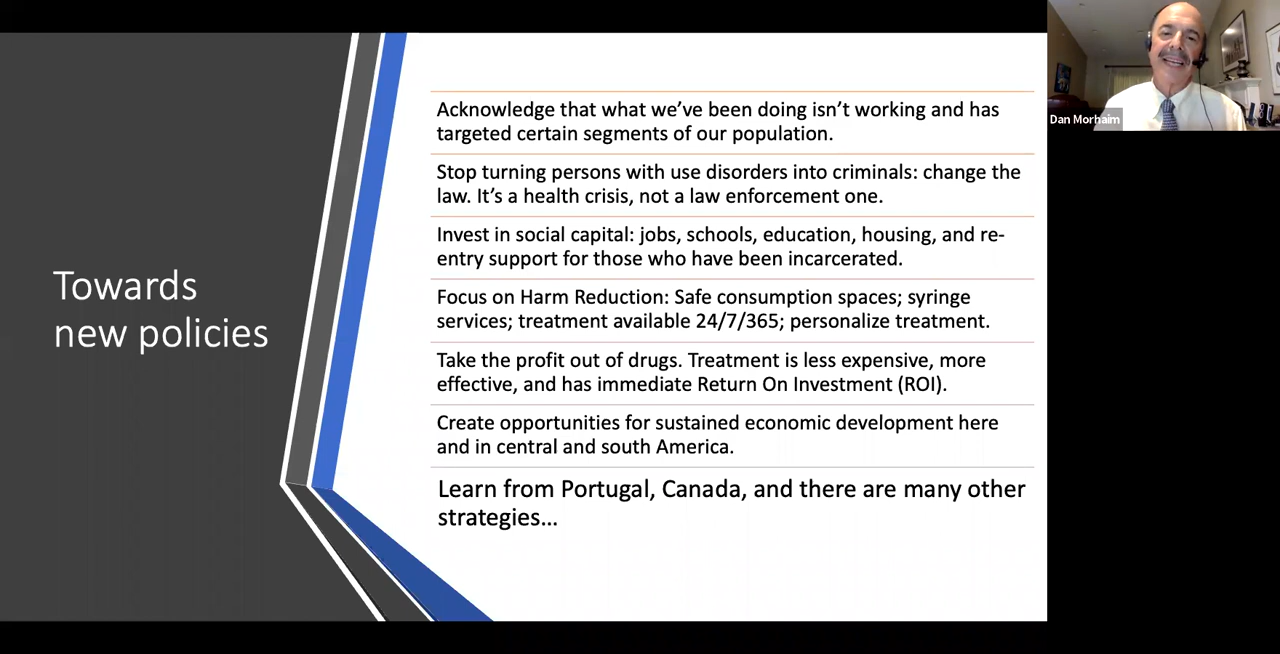 Towards
new policies
Acknowledge that what we've been doing isn't working and has
targeted certain segments of our population.
Stop turning persons with use disorders into criminals: change the
law. It's a health crisis, not a law enforcement one.
Invest in social capital: jobs, schools, education, housing, and re-
entry support for those who have been incarcerated.
Focus on Harm Reduction: Safe consumption spaces; syringe
services; treatment available 24/7/365; personalize treatment.
Take the profit out of drugs. Treatment is less expensive, more
effective, and has immediate Return On Investment (ROI).
Create opportunities for sustained economic development here
and in central and south America.
Learn from Portugal, Canada, and there are many other
strategies...
Dan Morhaim